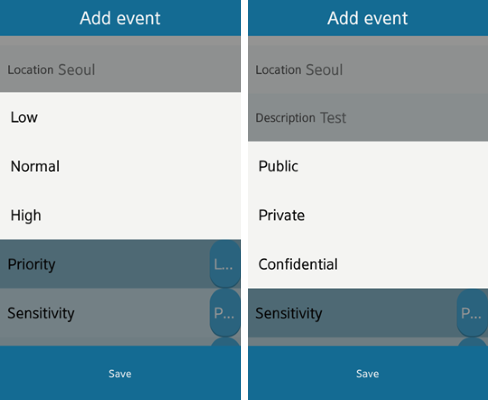 Add event
Location Seoul
Low
Normal
High
Priority L...
Sensitivity P...
Save
Add event
Location Seoul
Description Test
Public
Private
Confidential
Sensitivity P...
Save